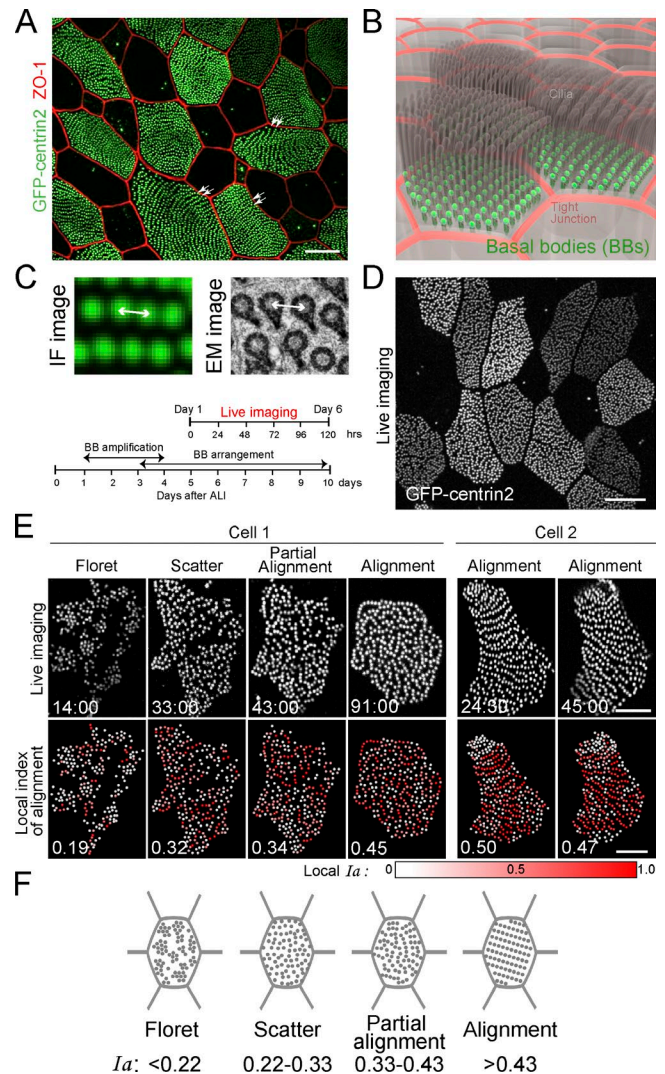 A
GFP-centrin2 ZO-1
B
Cilia
Tight
Junction
Basal bodies (BBs)
C
IF image
EM image
Day 1 Live imaging Day 6
0 24 48 72 96 120 hrs
BB amplification
BB arrangement
0 1 2 3 4 5 6 7 8 9 10 days
Days after ALI
D
Live imaging
GFP-centrin2
E
Cell 1 Cell 2
Floret Scatter Partial Alignment Alignment Alignment Alignment
Live imaging
14:00 33:00 43:00 91:00 24:30 45:00
Local index
of alignment
0.19 0.32 0.34 0.45 0.50 0.47
Local Ia : 0 0.5 1.0
F
Floret Scatter Partial alignment Alignment
Ia: <0.22 0.22-0.33 0.33-0.43 >0.43